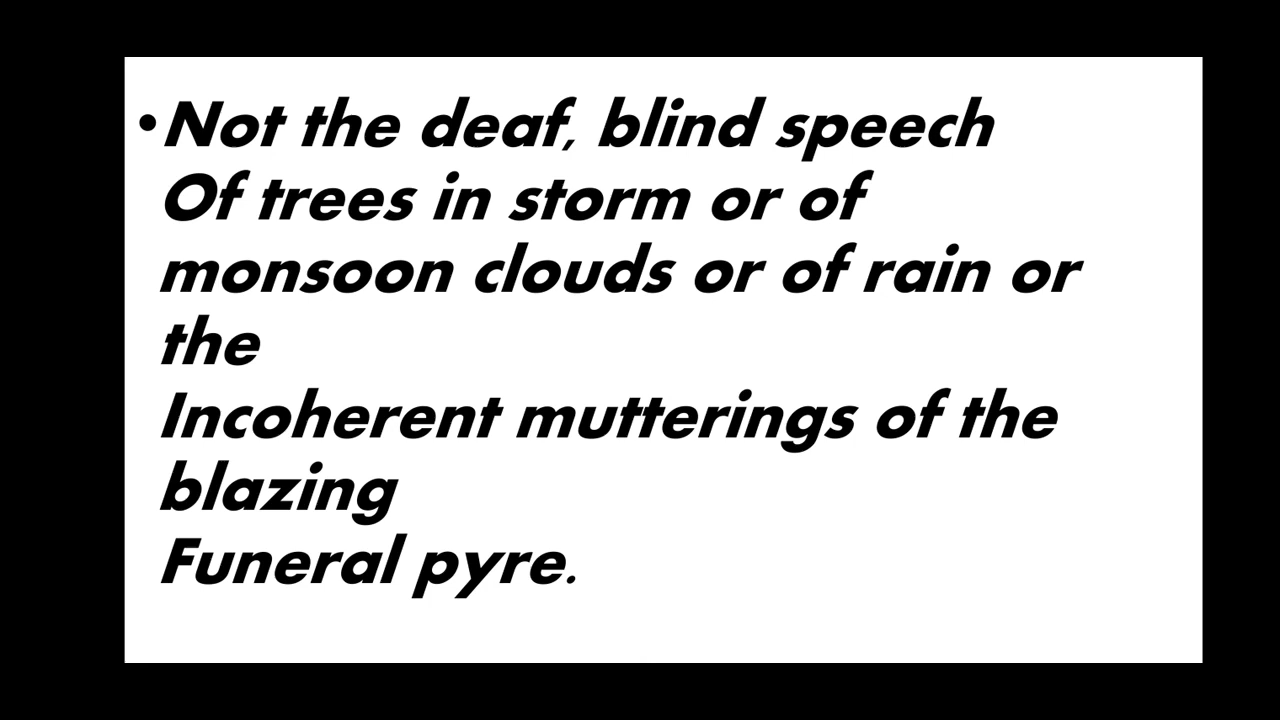 •Not the deaf, blind speech
Of trees in storm or of
monsoon clouds or of rain or
the
Incoherent mutterings of the
blazing
Funeral pyre.